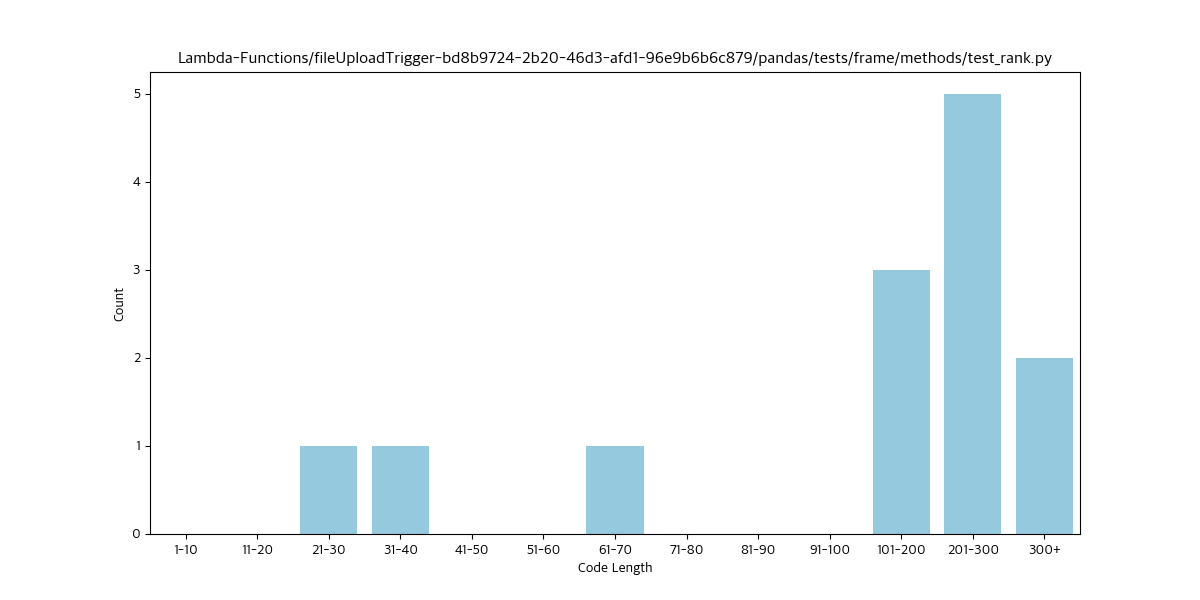 Lambda-Functions/fileUploadTrigger-bd8b9724-2b20-46d3-afd1-96e9b6b6c879/pandas/tests/frame/methods/test_rank.py
5
4
3
2
1
0
Count
1-10 11-20 21-30 31-40 41-50 51-60 61-70 71-80 81-90 91-100 101-200 201-300 300+
Code Length